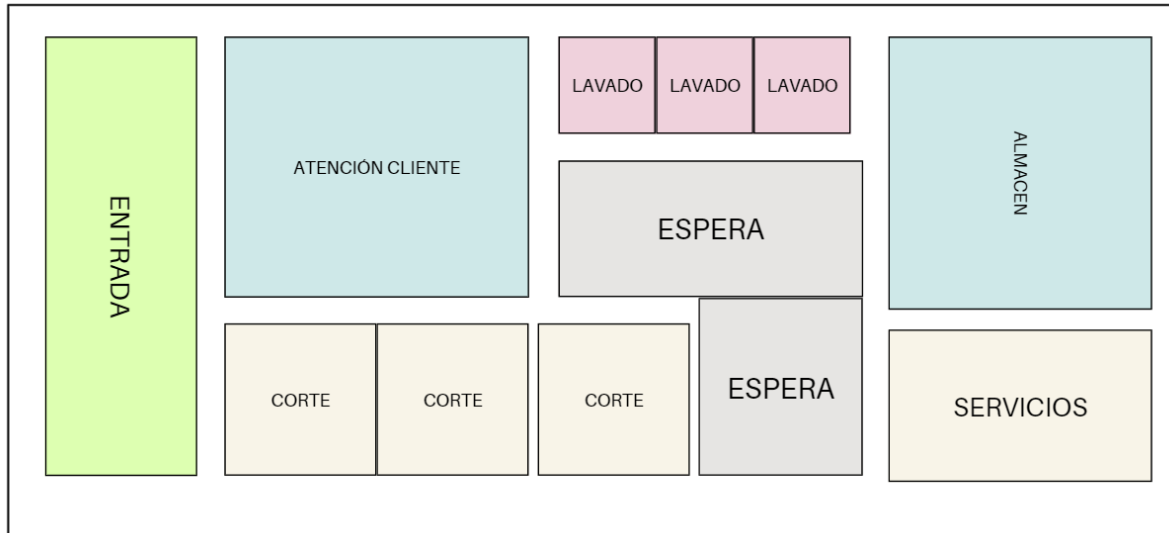 ENTRADA
ATENCIÓN CLIENTE
LAVADO
LAVADO
LAVADO
ESPERA
ALMACEN
CORTE
CORTE
CORTE
ESPERA
SERVICIOS